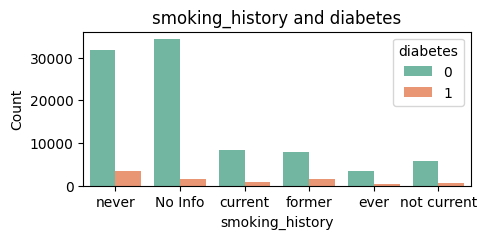 smoking_history and diabetes
diabetes
0
1
30000
20000
10000
0
Count
never No Info current former ever not current
smoking_history